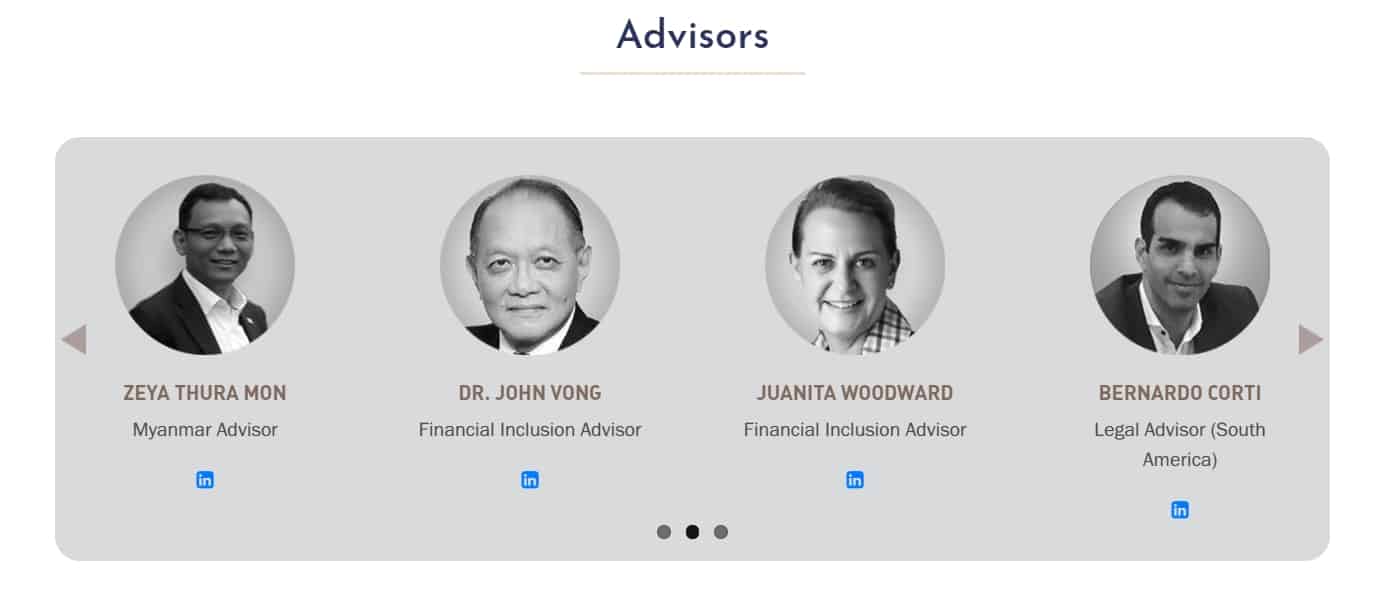 Advisors
ZEYA THURA MON
Myanmar Advisor
in
DR. JOHN VONG
Financial Inclusion Advisor
in
JUANITA WOODWARD
Financial Inclusion Advisor
in
BERNARDO CORTI
Legal Advisor (South
America)
in